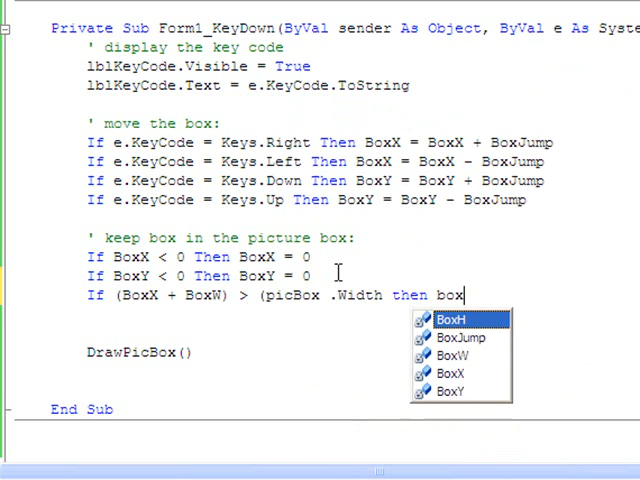 Private Sub Form1_KeyDown(ByVal sender As Object, ByVal e As Syste
' display the key code
lblKeyCode.Visible = True
lblKeyCode.Text = e.KeyCode.ToString
' move the box:
If e.KeyCode = Keys.Right Then BoxX = BoxX + BoxJump
If e.KeyCode = Keys.Left Then BoxX = BoxX - BoxJump
If e.KeyCode = Keys.Down Then BoxY = BoxY + BoxJump
If e.KeyCode = Keys.Up Then BoxY = BoxY - BoxJump
' keep box in the picture box:
If BoxX < 0 Then BoxX = 0
If BoxY < 0 Then BoxY = 0
If (BoxX + BoxW) > (picBox .Width then box
BoxH
BoxJump
BoxW
BoxX
BoxY
DrawPicBox()
End Sub